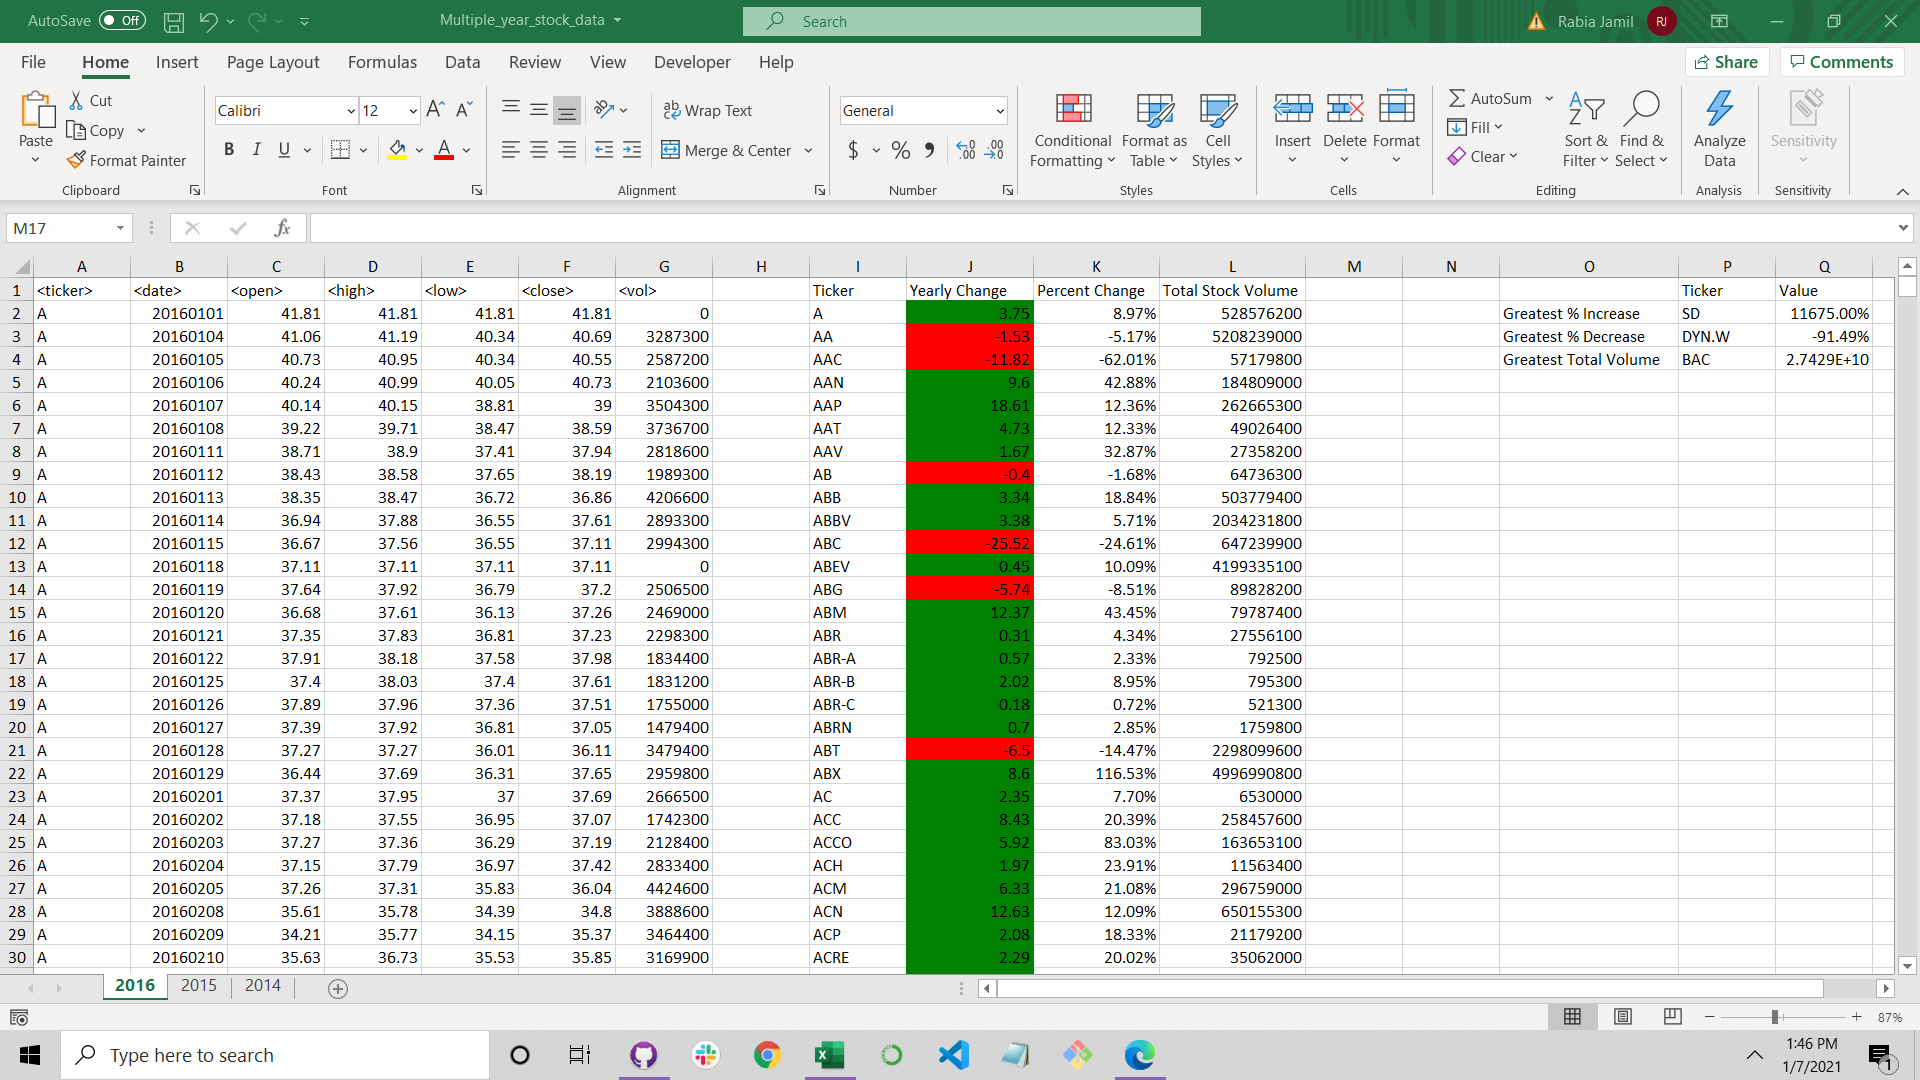 AutoSave Off Multiple_year_stock_data Search Rabia Jamil RJ
File Home Insert Page Layout Formulas Data Review View Developer Help Share Comments
Paste Cut Copy Format Painter Clipboard
Calibri 12 B I U A Font
Wrap Text Merge & Center Alignment
General $ % Number
Conditional Formatting Format as Table Cell Styles Styles
Insert Delete Format Cells
AutoSum Fill Clear Sort & Filter Find & Select Editing
Analyze Data Analysis
Sensitivity Sensitivity
M17 fx
A B C D E F G H I J K L M N O P Q
1 <ticker> <date> <open> <high> <low> <close> <vol> Ticker Yearly Change Percent Change Total Stock Volume Ticker Value
2 A 20160101 41.81 41.81 41.81 41.81 0 A 3.75 8.97% 528576200 Greatest % Increase SD 11675.00%
3 A 20160104 41.06 41.19 40.34 40.69 3287300 AA -1.53 -5.17% 5208239000 Greatest % Decrease DYN.W -91.49%
4 A 20160105 40.73 40.95 40.34 40.55 2587200 AAC -11.82 -62.01% 57179800 Greatest Total Volume BAC 2.7429E+10
5 A 20160106 40.24 40.99 40.05 40.73 2103600 AAN 9.6 42.88% 184809000
6 A 20160107 40.14 40.15 38.81 39 3504300 AAP 18.61 12.36% 262665300
7 A 20160108 39.22 39.71 38.47 38.59 3736700 AAT 4.73 12.33% 49026400
8 A 20160111 38.71 38.9 37.41 37.94 2818600 AAV 1.67 32.87% 27358200
9 A 20160112 38.43 38.58 37.65 38.19 1989300 AB -0.4 -1.68% 64736300
10 A 20160113 38.35 38.47 36.72 36.86 4206600 ABB 3.34 18.84% 503779400
11 A 20160114 36.94 37.88 36.55 37.61 2893300 ABBV 3.38 5.71% 2034231800
12 A 20160115 36.67 37.56 36.55 37.11 2994300 ABC -25.52 -24.61% 647239900
13 A 20160118 37.11 37.11 37.11 37.11 0 ABEV 0.45 10.09% 4199335100
14 A 20160119 37.64 37.92 36.79 37.2 2506500 ABG -5.74 -8.51% 89828200
15 A 20160120 36.68 37.61 36.13 37.26 2469000 ABM 12.37 43.45% 79787400
16 A 20160121 37.35 37.83 36.81 37.23 2298300 ABR 0.31 4.34% 27556100
17 A 20160122 37.91 38.18 37.58 37.98 1834400 ABR-A 0.57 2.33% 792500
18 A 20160125 37.4 38.03 37.4 37.61 1831200 ABR-B 2.02 8.95% 795300
19 A 20160126 37.89 37.96 37.36 37.51 1755000 ABR-C 0.18 0.72% 521300
20 A 20160127 37.39 37.92 36.81 37.05 1479400 ABRN 0.7 2.85% 1759800
21 A 20160128 37.27 37.27 36.01 36.11 3479400 ABT -6.5 -14.47% 2298099600
22 A 20160129 36.44 37.69 36.31 37.65 2959800 ABX 8.6 116.53% 4996990800
23 A 20160201 37.37 37.95 37 37.69 2666500 AC 2.35 7.70% 6530000
24 A 20160202 37.18 37.55 36.95 37.07 1742300 ACC 8.43 20.39% 258457600
25 A 20160203 37.27 37.36 36.29 37.19 2128400 ACCO 5.92 83.03% 163653100
26 A 20160204 37.15 37.79 36.97 37.42 2833400 ACH 1.97 23.91% 11563400
27 A 20160205 37.26 37.31 35.83 36.04 4424600 ACM 6.33 21.08% 296759000
28 A 20160208 35.61 35.78 34.39 34.8 3888600 ACN 12.63 12.09% 650155300
29 A 20160209 34.21 35.77 34.15 35.37 3464400 ACP 2.08 18.33% 21179200
30 A 20160210 35.63 36.73 35.53 35.85 3169900 ACRE 2.29 20.02% 35062000
2016 2015 2014
87%
Type here to search
1:46 PM
1/7/2021
1